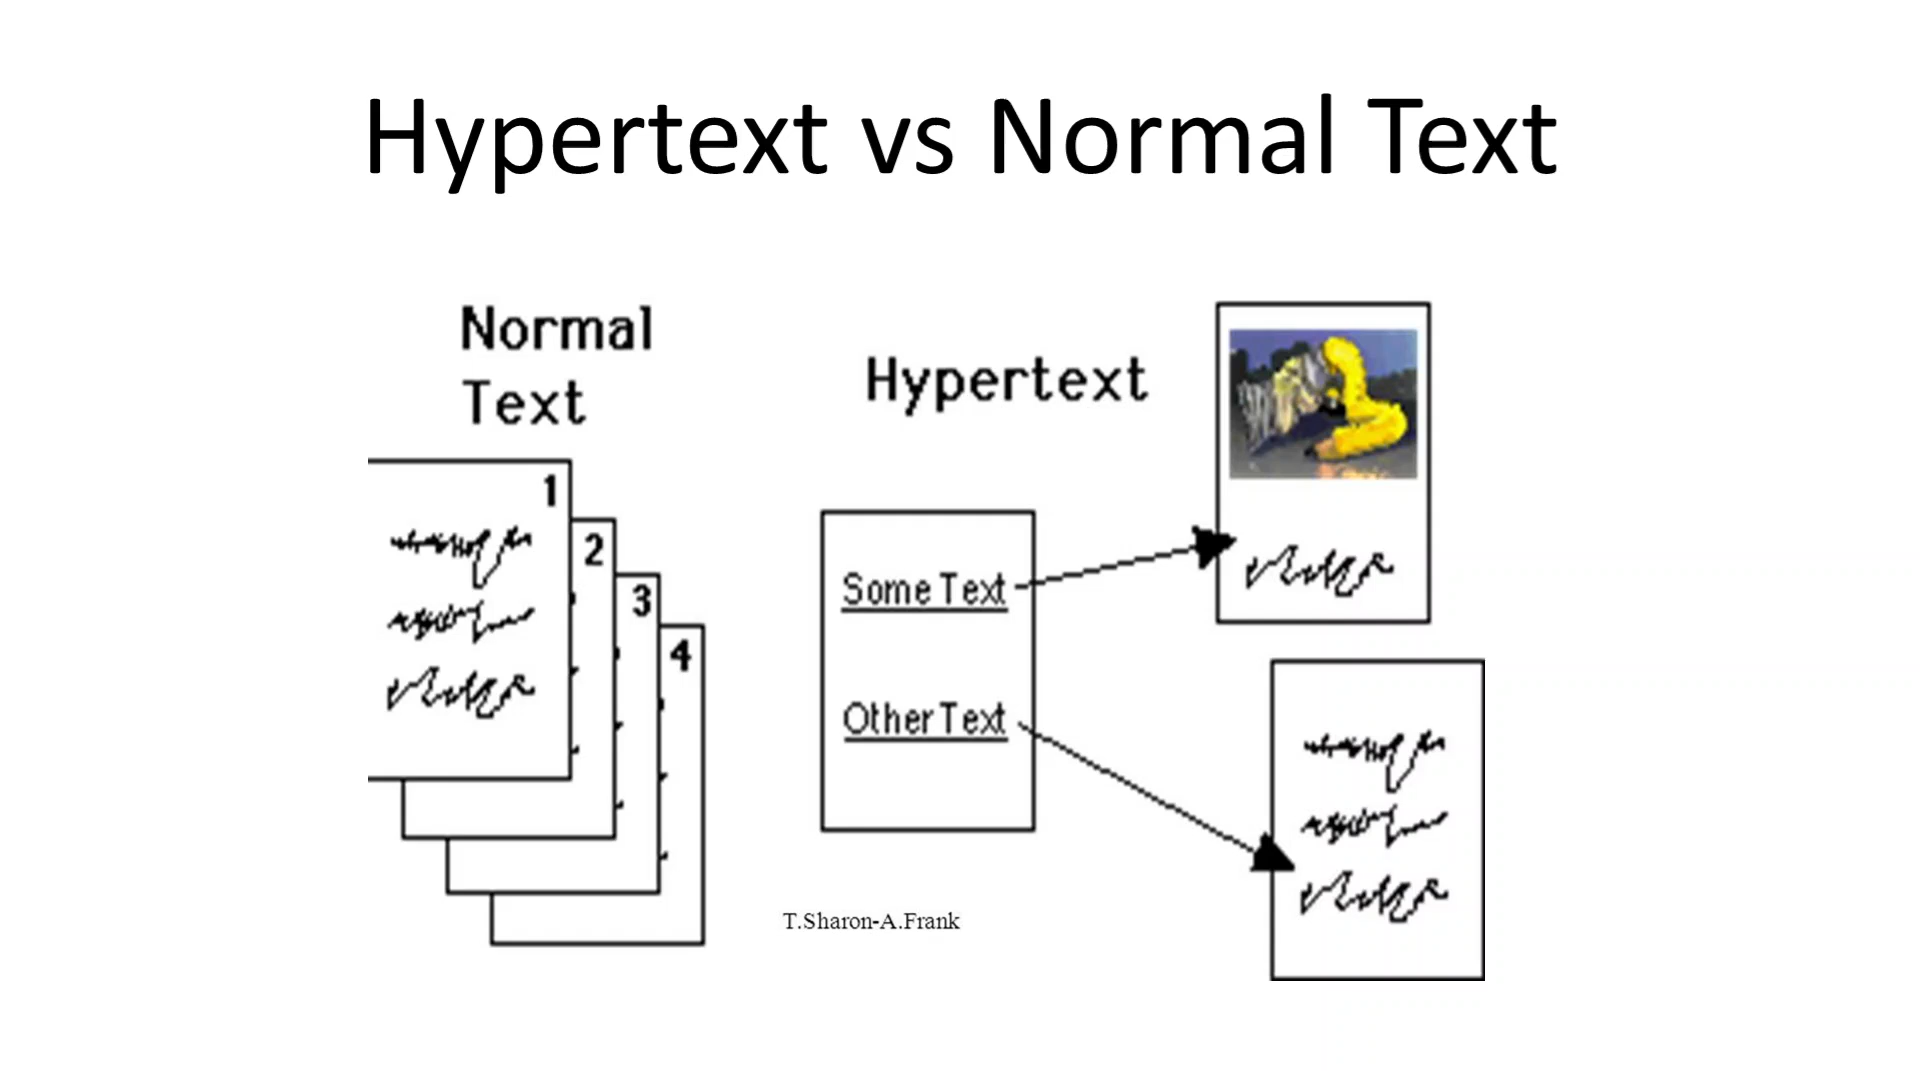 Hypertext vs Normal Text
Normal
Text
1
2
3
4
Hypertext
Some Text
Other Text
T.Sharon-A.Frank